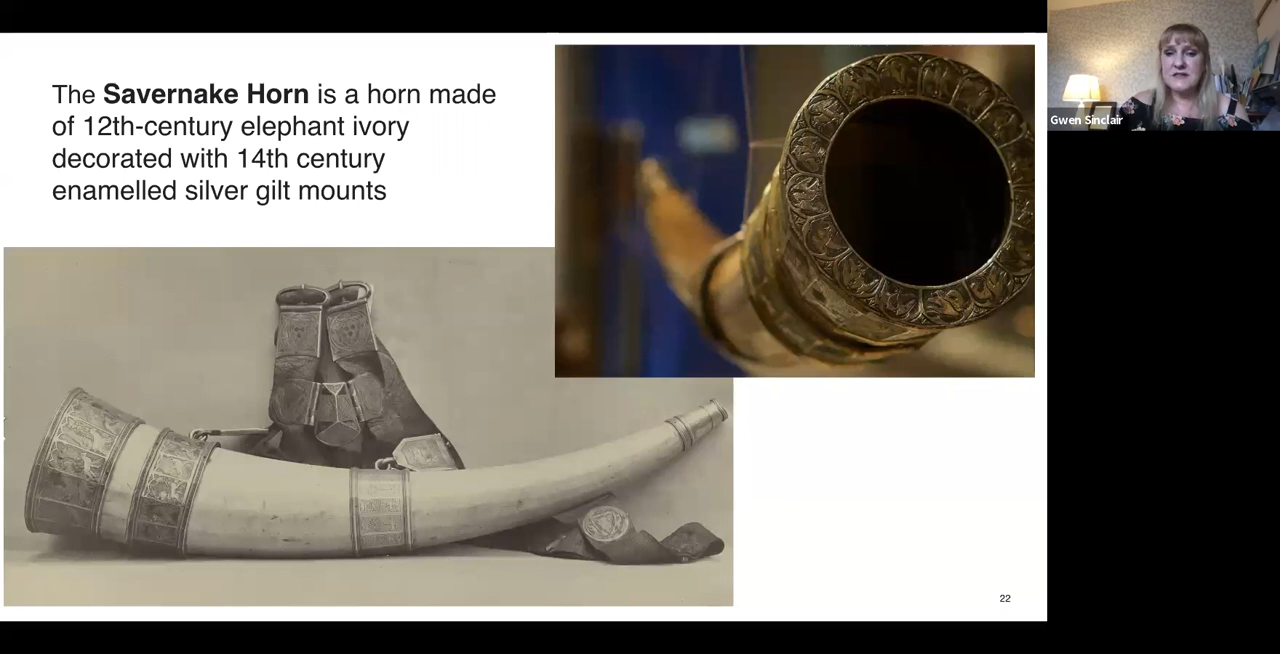 The Savernake Horn is a horn made
of 12th-century elephant ivory
decorated with 14th century
enamelled silver gilt mounts
Gwen Sinclair
22